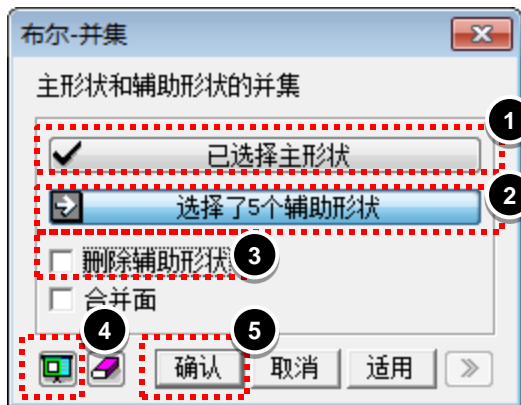 布尔-并集
主形状和辅助形状的并集
1
已选择主形状
2
选择了5个辅助形状
删除辅助形状 3
合并面
4 5
确认 取消 适用